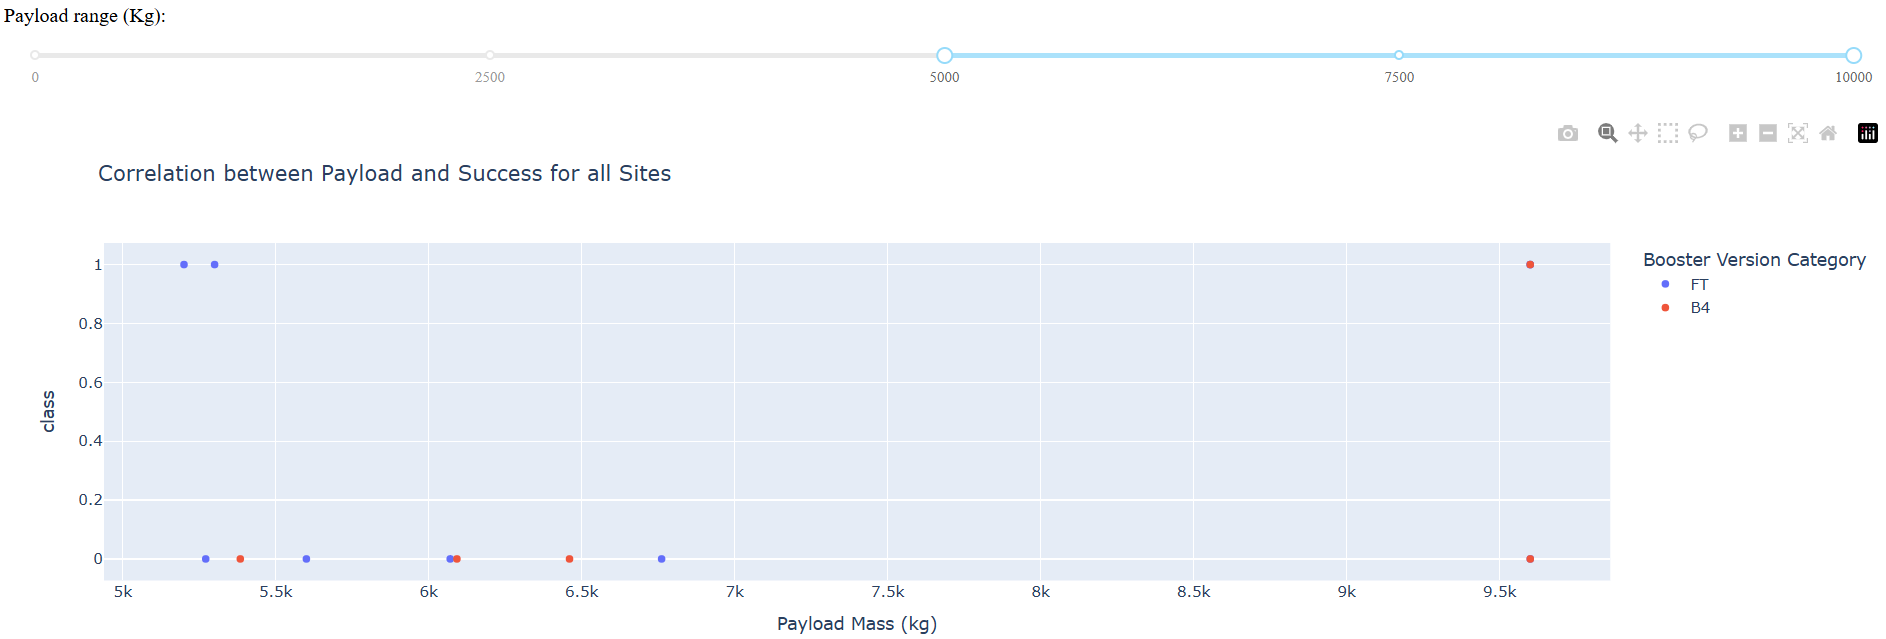 Payload range (Kg):
0 2500 5000 7500 10000
Correlation between Payload and Success for all Sites
Booster Version Category
FT
B4
1
0.8
0.6
0.4
0.2
0
class
5k 5.5k 6k 6.5k 7k 7.5k 8k 8.5k 9k 9.5k
Payload Mass (kg)